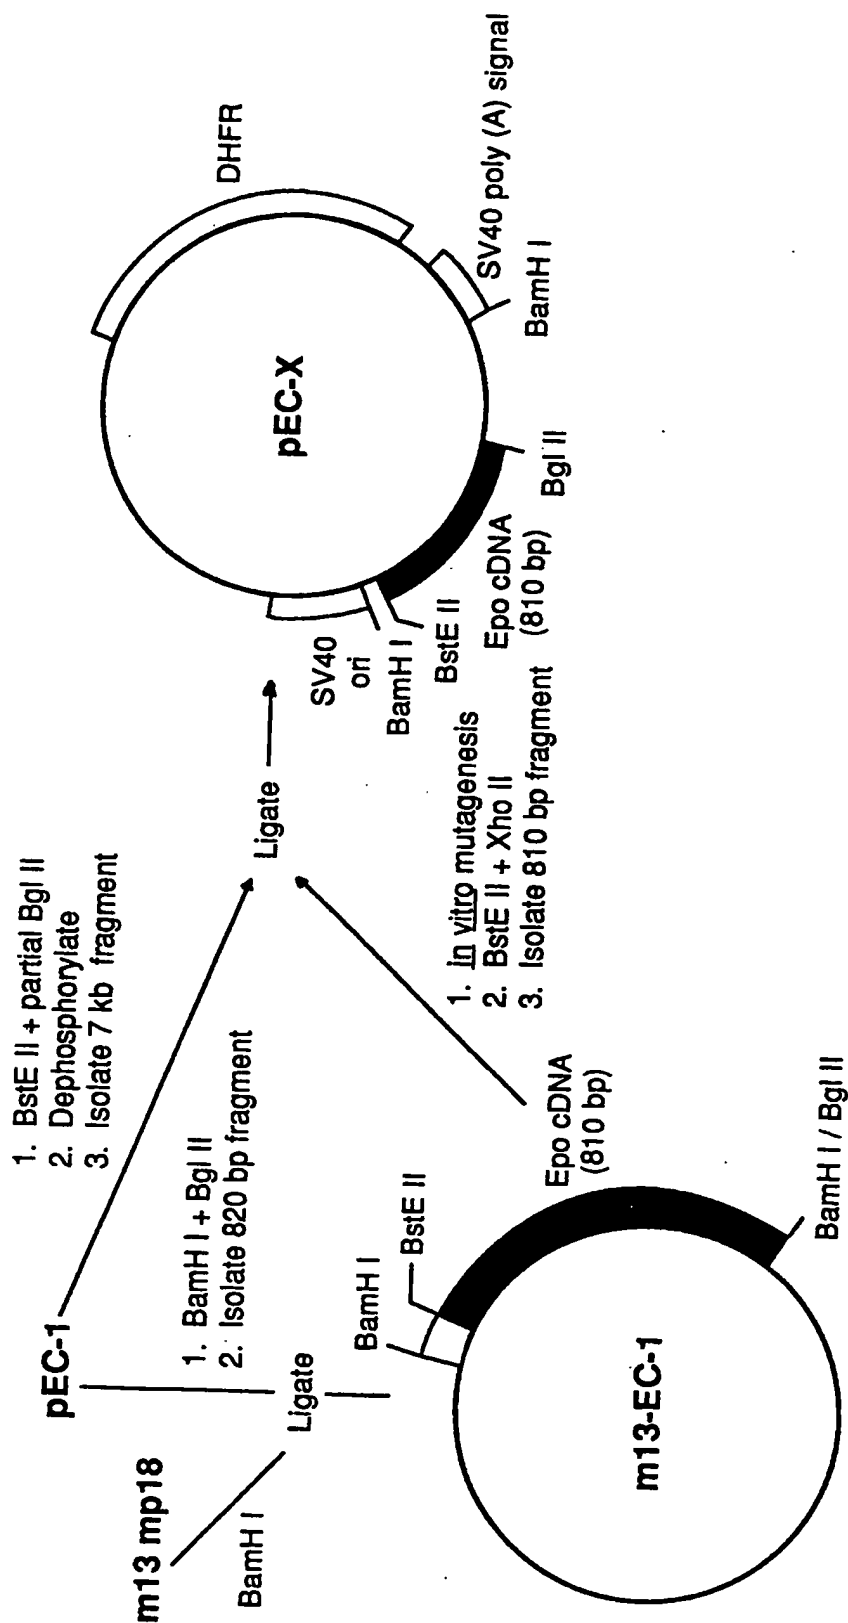 m13 mp18
BamH I
pEC-1
1. BamH I + Bgl II
2. Isolate 820 bp fragment
Ligate
1. BstE II + partial Bgl II
2. Dephosphorylate
3. Isolate 7 kb fragment
Ligate
BamH I
BstE II
m13-EC-1
Epo cDNA
(810 bp)
BamH I / Bgl II
1. in vitro mutagenesis
2. BstE II + Xho II
3. Isolate 810 bp fragment
pEC-X
DHFR
SV40 poly (A) signal
BamH I
Bgl II
Epo cDNA
(810 bp)
BstE II
BamH I
SV40
ori